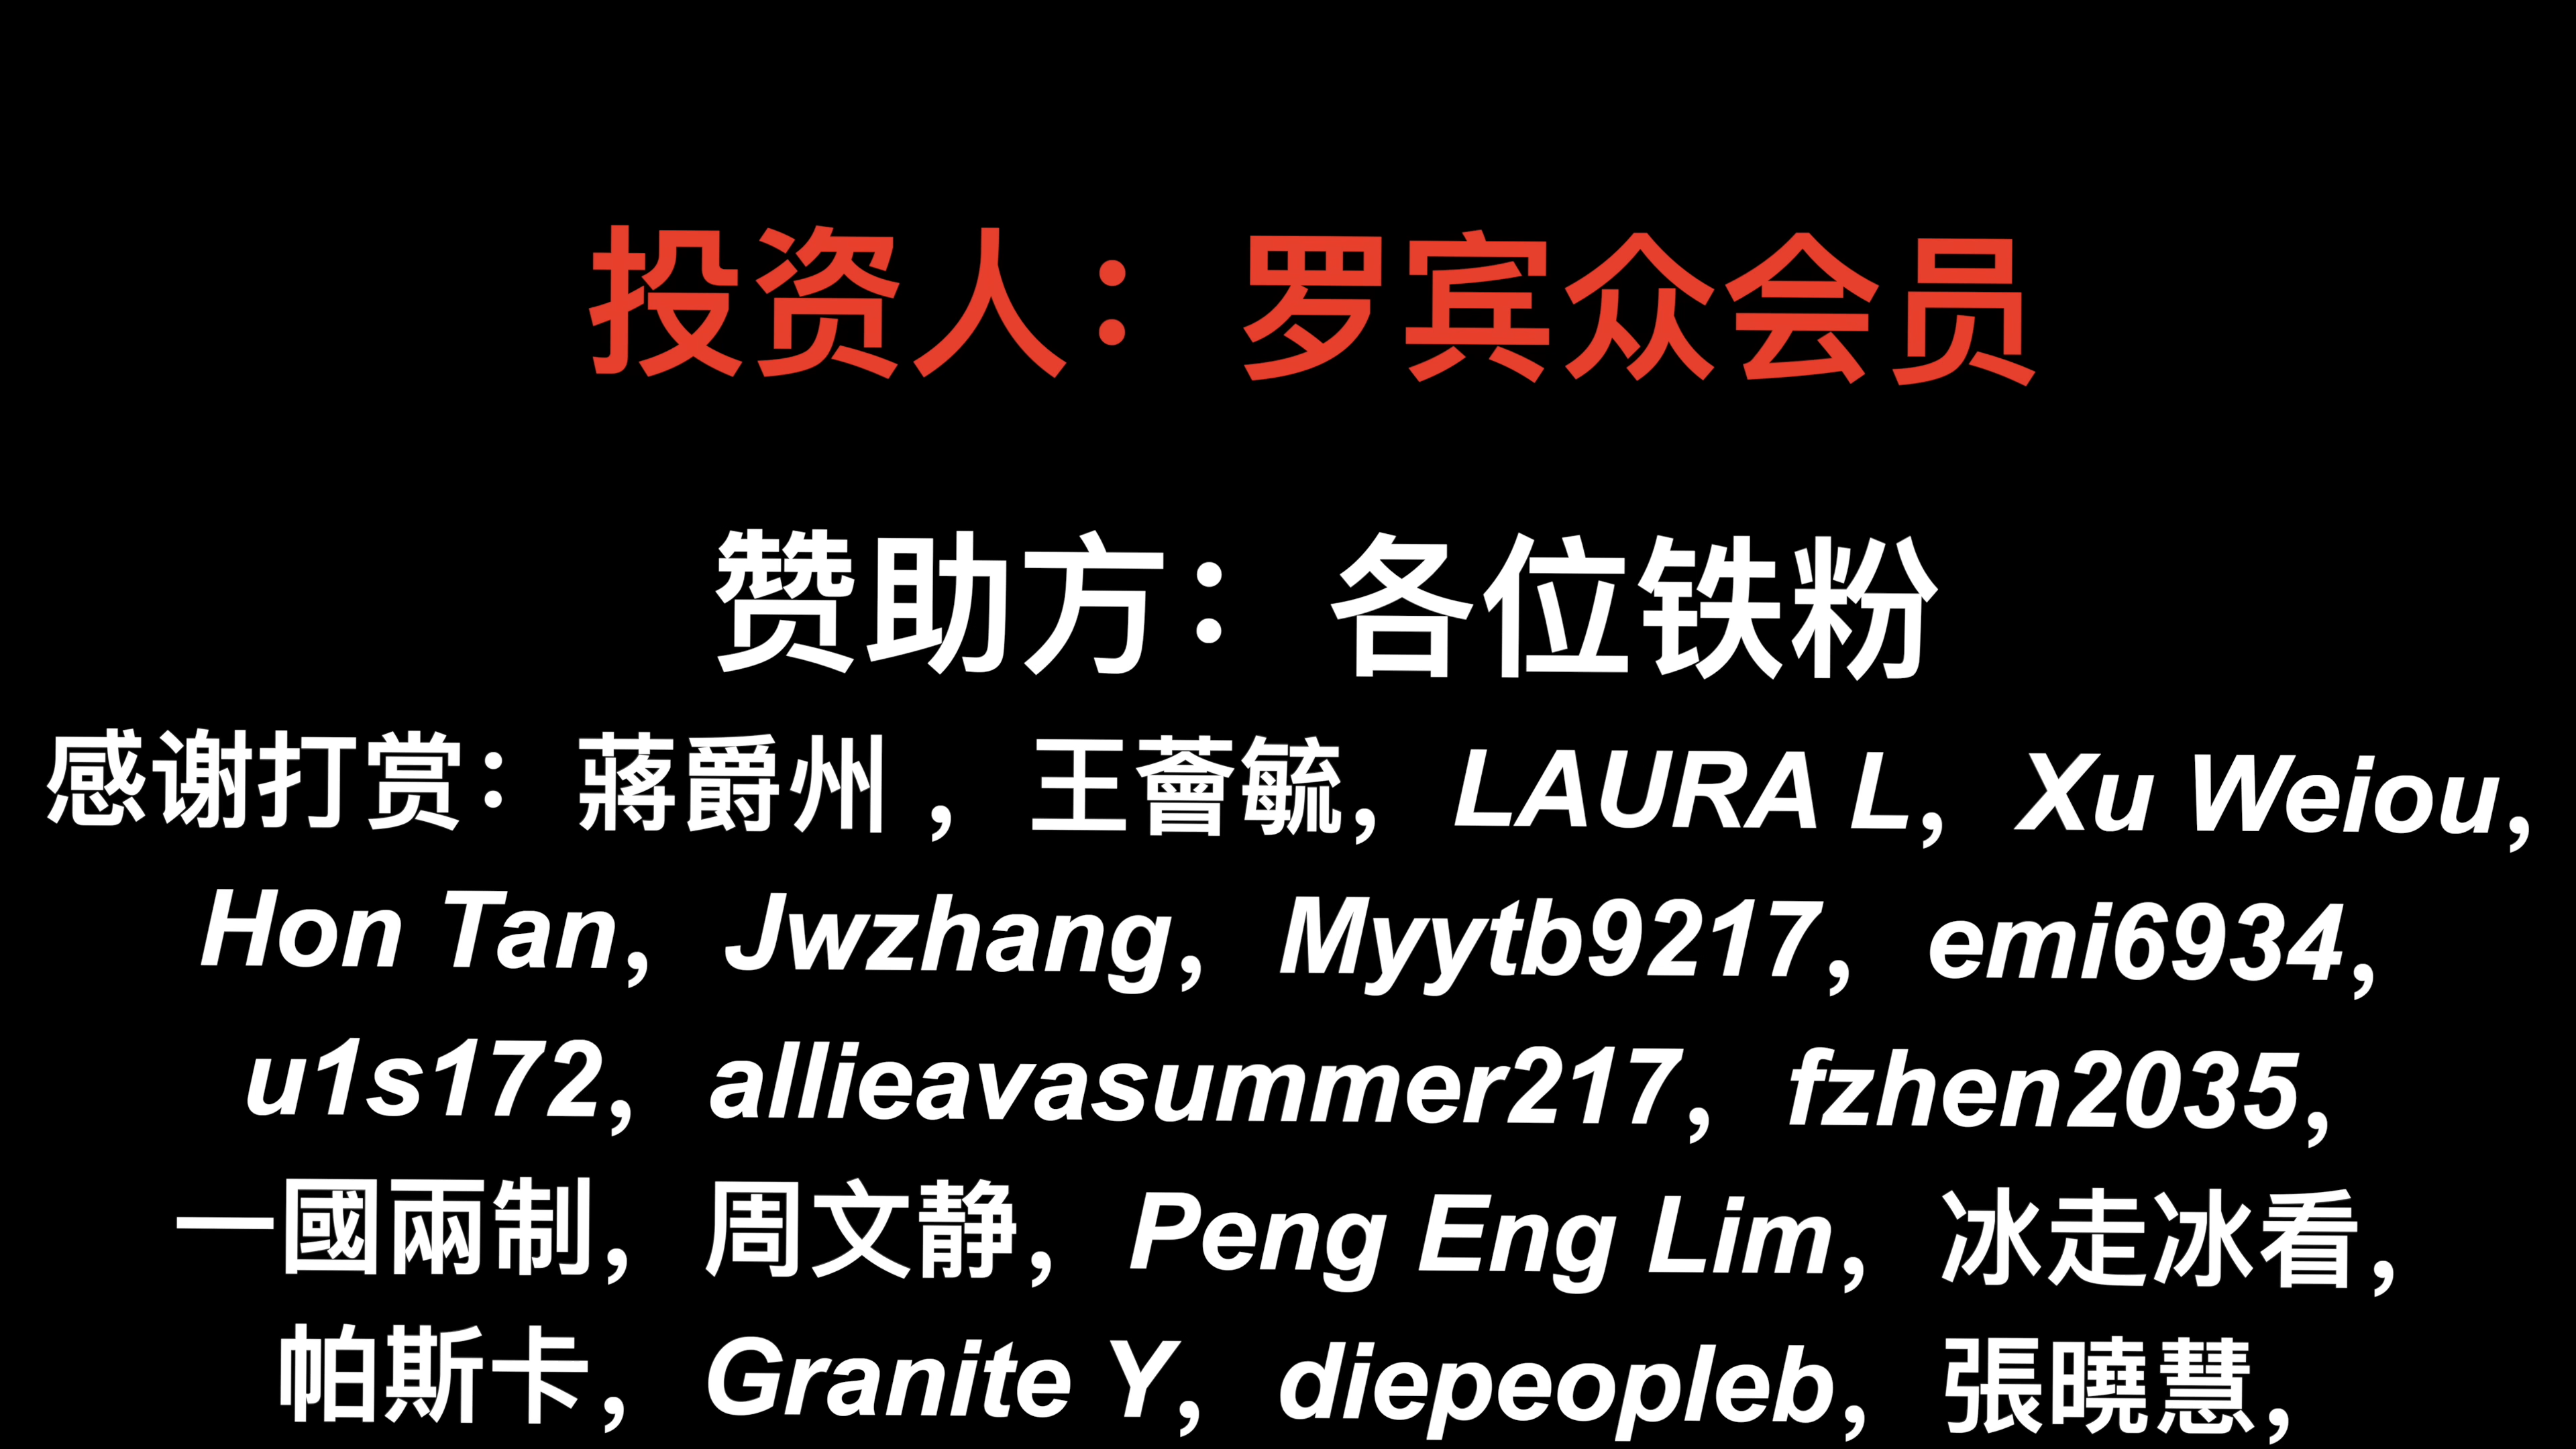 投资人：罗宾众会员
赞助方：各位铁粉
感谢打赏：蔣爵州 ，王薈毓，LAURA L，Xu Weiou，
Hon Tan，Jwzhang，Myytb9217，emi6934，
u1s172，allieavasummer217，fzhen2035，
一國兩制，周文静，Peng Eng Lim，冰走冰看，
帕斯卡，Granite Y，diepeopleb，張曉慧，